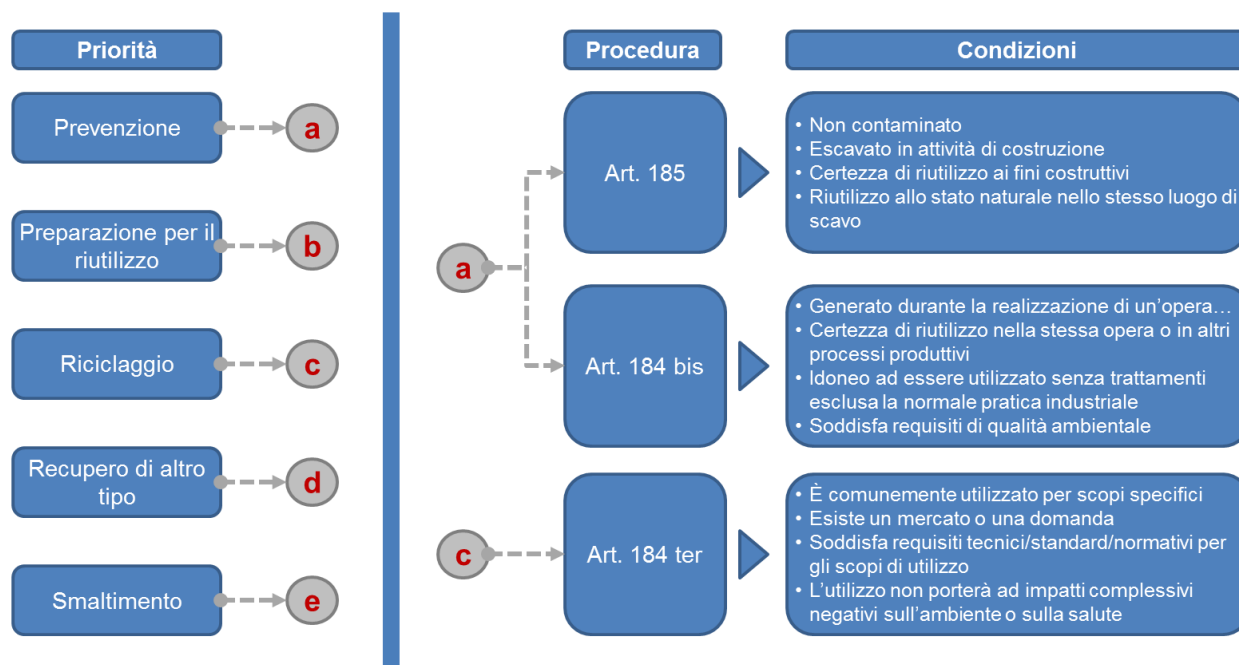 Priorità
Prevenzione
a
Preparazione per il
riutilizzo
b
Riciclaggio
c
Recupero di altro
tipo
d
Smaltimento
e
Procedura
Condizioni
a
Art. 185
• Non contaminato
• Escavato in attività di costruzione
• Certezza di riutilizzo ai fini costruttivi
• Riutilizzo allo stato naturale nello stesso luogo di
scavo
Art. 184 bis
• Generato durante la realizzazione di un’opera…
• Certezza di riutilizzo nella stessa opera o in altri
processi produttivi
• Idoneo ad essere utilizzato senza trattamenti
esclusa la normale pratica industriale
• Soddisfa requisiti di qualità ambientale
c
Art. 184 ter
• È comunemente utilizzato per scopi specifici
• Esiste un mercato o una domanda
• Soddisfa requisiti tecnici/standard/normativi per
gli scopi di utilizzo
• L’utilizzo non porterà ad impatti complessivi
negativi sull’ambiente o sulla salute